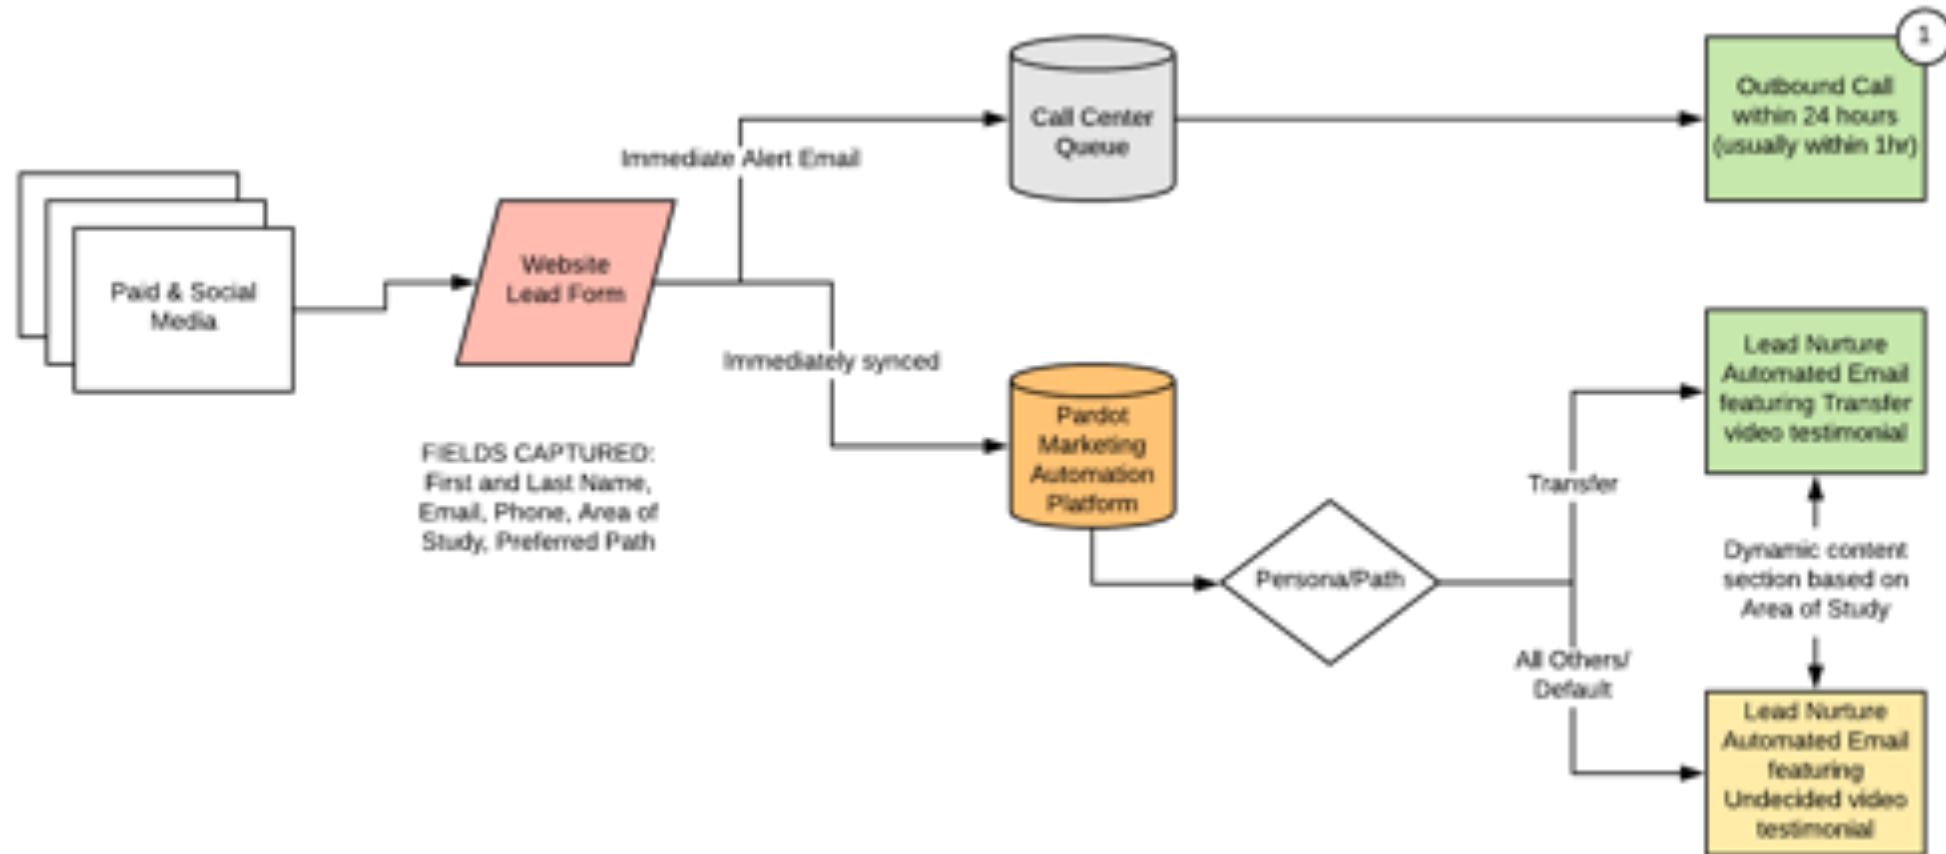 1
Outbound Call
within 24 hours
(usually within 1hr)
Call Center
Queue
Immediate Alert Email
Website
Lead Form
Paid & Social
Media
Immediately synced
FIELDS CAPTURED:
First and Last Name,
Email, Phone, Area of
Study, Preferred Path
Pardot
Marketing
Automation
Platform
Persona/Path
Transfer
All Others/
Default
Lead Nurture
Automated Email
featuring Transfer
video testimonial
Dynamic content
section based on
Area of Study
Lead Nurture
Automated Email
featuring
Undecided video
testimonial